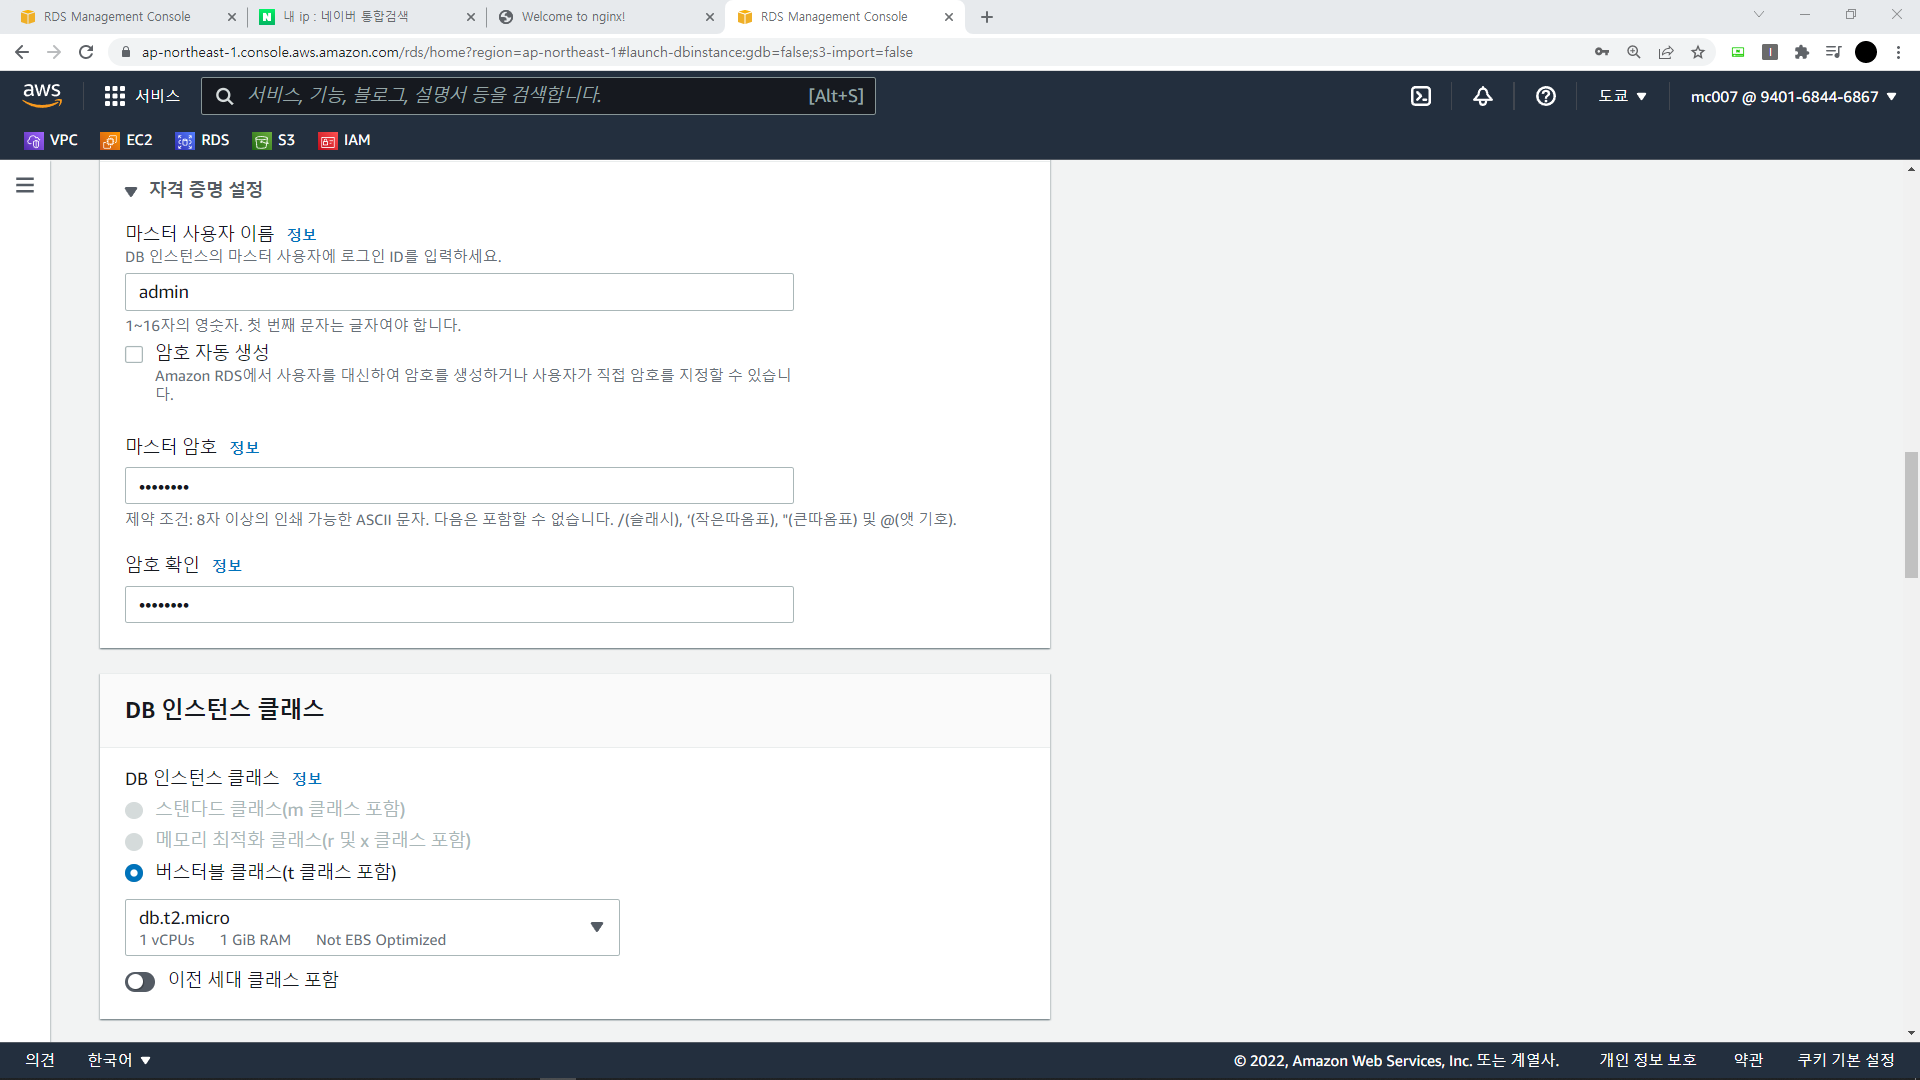 RDS Management Console
내 ip : 네이버 통합검색
Welcome to nginx!
RDS Management Console
ap-northeast-1.console.aws.amazon.com/rds/home?region=ap-northeast-1#launch-dbinstance:gdb=false;s3-import=false
aws
서비스
서비스, 기능, 블로그, 설명서 등을 검색합니다.
[Alt+S]
도쿄
mc007 @ 9401-6844-6867
VPC
EC2
RDS
S3
IAM
자격 증명 설정
마스터 사용자 이름 정보
DB 인스턴스의 마스터 사용자에 로그인 ID를 입력하세요.
admin
1~16자의 영숫자. 첫 번째 문자는 글자여야 합니다.
암호 자동 생성
Amazon RDS에서 사용자를 대신하여 암호를 생성하거나 사용자가 직접 암호를 지정할 수 있습니
다.
마스터 암호 정보
••••••••
제약 조건: 8자 이상의 인쇄 가능한 ASCII 문자. 다음은 포함할 수 없습니다. /(슬래시), ‘(작은따옴표), "(큰따옴표) 및 @(앳 기호).
암호 확인 정보
••••••••
DB 인스턴스 클래스
DB 인스턴스 클래스 정보
스탠다드 클래스(m 클래스 포함)
메모리 최적화 클래스(r 및 x 클래스 포함)
버스터블 클래스(t 클래스 포함)
db.t2.micro
1 vCPUs 1 GiB RAM Not EBS Optimized
이전 세대 클래스 포함
의견
한국어
© 2022, Amazon Web Services, Inc. 또는 계열사.
개인 정보 보호
약관
쿠키 기본 설정